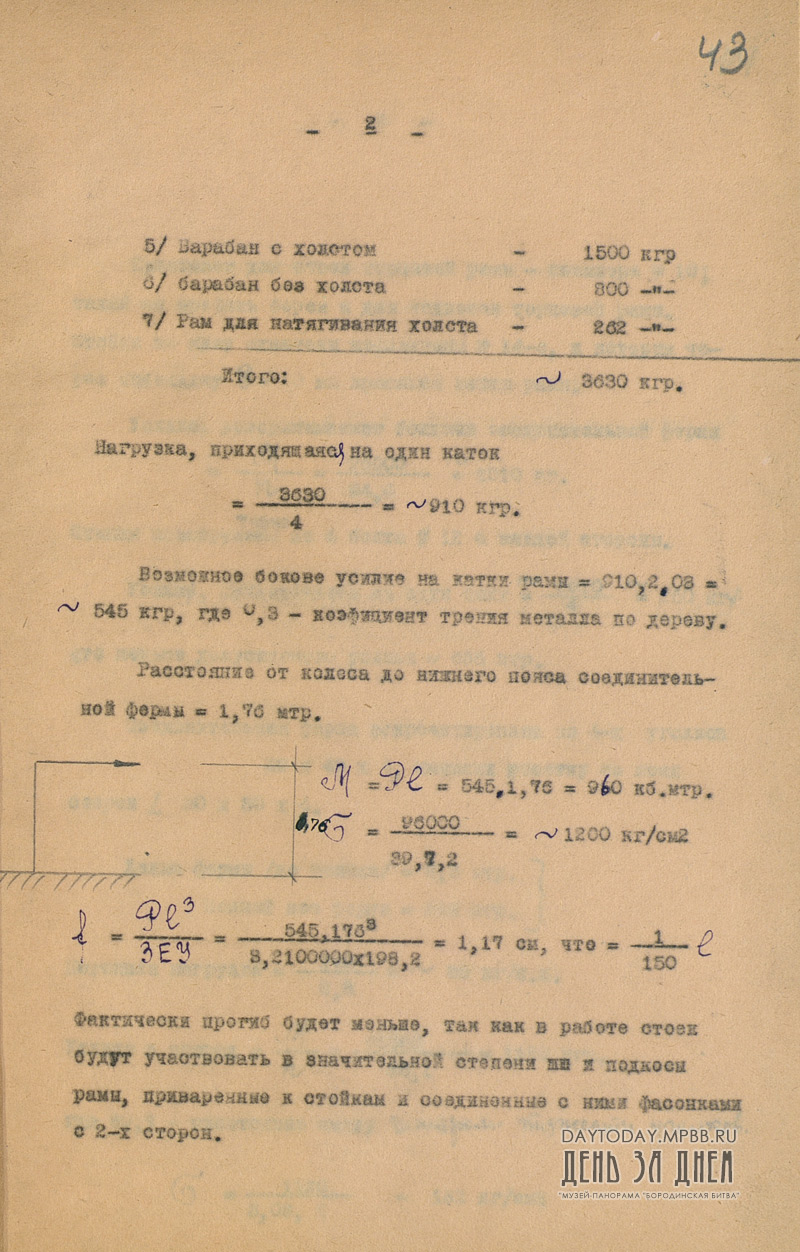 43
- 2 -
5/ Барабан с холстом - 1500 кгр
6/ барабан без холста - 800 -"-
7/ Рам для натягивания холста - 262 -"-
Итого: ~ 3630 кгр.
Нагрузка, приходящаяся на один каток
= 3630 / 4 = ~910 кгр.
Возможное бокове усилие на катки рамы = 910,2,03 =
~ 545 кгр, где 0,3 - коэфициент трения металла по дереву.
Расстояние от колеса до нижнего пояса соединитель-
ной фермы = 1,76 мтр.
M = Pl = 545,1,76 = 960 кб.мтр.
1,76
σ = 96000 / 39,7,2 = ~1200 кг/см2
f = Pl³ / 3EY = 545,176³ / 3,2100000х198,2 = 1,17 см, что = 1 / 150 l
Фактически прогиб будет меньше, так как в работе стоек
будут участвовать в значительной степени и подкосы
рамы, приваренные к стойкам и соединенные с ними фасонками
с 2-х сторон.
DAYTODAY.MPBB.RU
ДЕНЬ ЗА ДНЕМ
"МУЗЕЙ-ПАНОРАМА "БОРОДИНСКАЯ БИТВА"